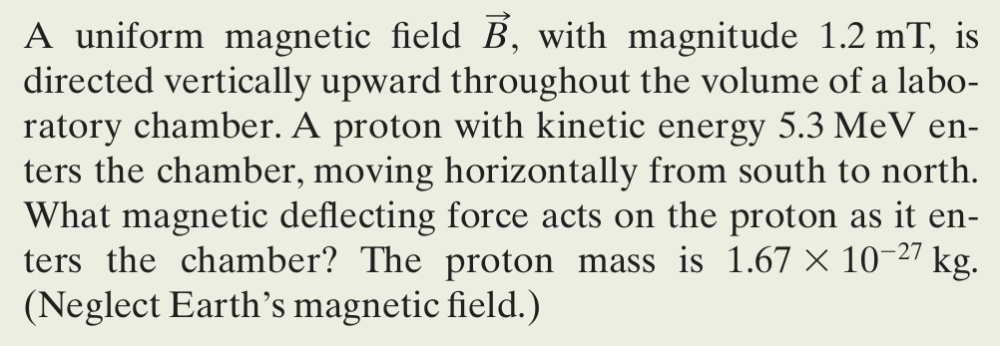 A uniform magnetic field B⃗, with magnitude 1.2 mT, is
directed vertically upward throughout the volume of a labo-
ratory chamber. A proton with kinetic energy 5.3 MeV en-
ters the chamber, moving horizontally from south to north.
What magnetic deflecting force acts on the proton as it en-
ters the chamber? The proton mass is 1.67 × 10⁻²⁷ kg.
(Neglect Earth’s magnetic field.)